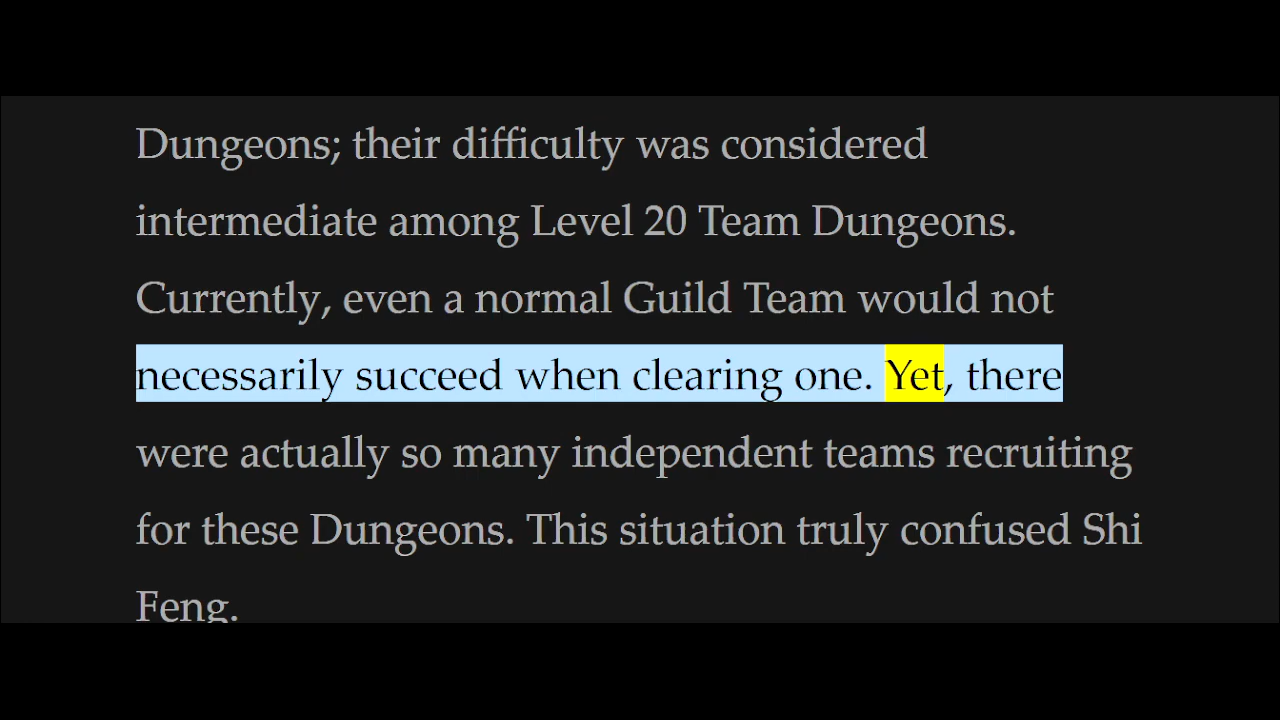 Dungeons; their difficulty was considered
intermediate among Level 20 Team Dungeons.
Currently, even a normal Guild Team would not
necessarily succeed when clearing one. Yet, there
were actually so many independent teams recruiting
for these Dungeons. This situation truly confused Shi
Feng.